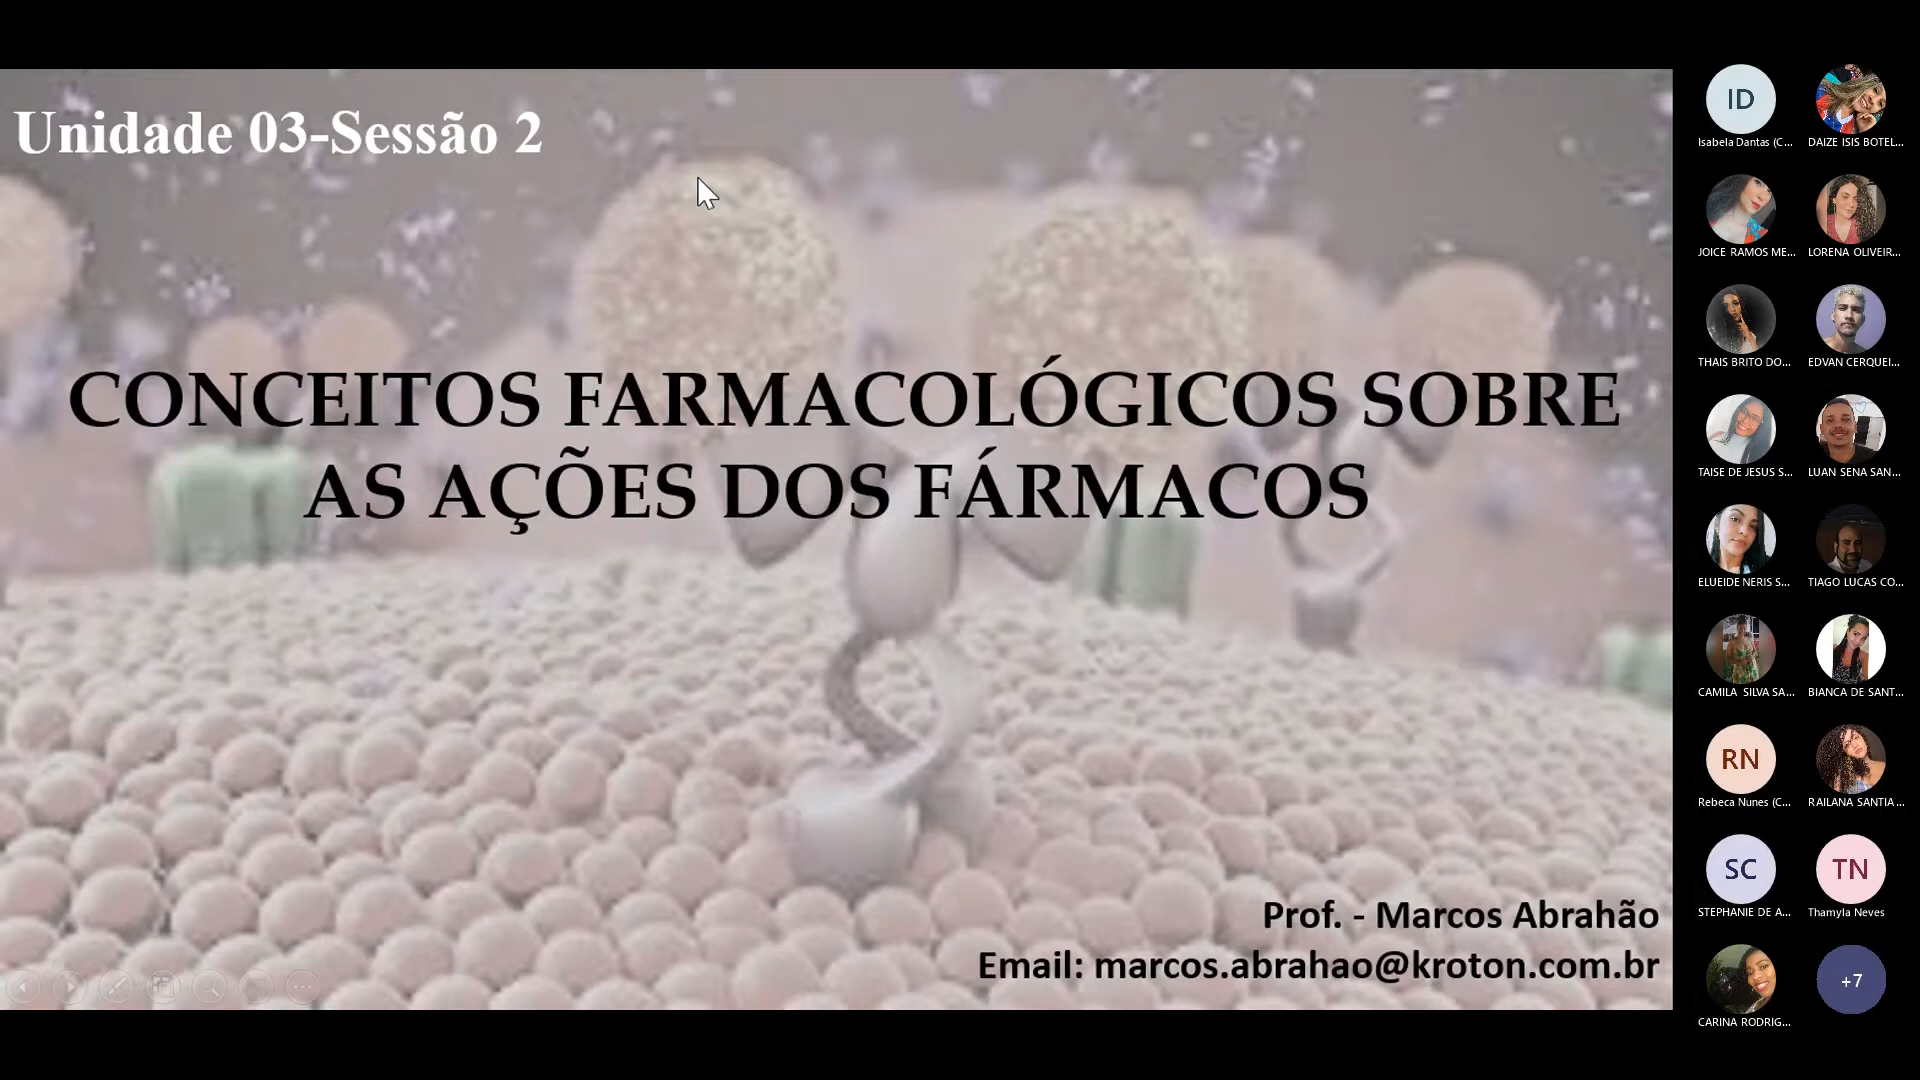 Unidade 03-Sessão 2
CONCEITOS FARMACOLÓGICOS SOBRE
AS AÇÕES DOS FÁRMACOS
Prof. - Marcos Abrahão
Email: marcos.abrahao@kroton.com.br
ID
Isabela Dantas (C...
DAIZE ISIS BOTEL...
JOICE RAMOS ME...
LORENA OLIVEIR...
THAIS BRITO DO...
EDVAN CERQUEI...
TAISE DE JESUS S...
LUAN SENA SAN...
ELUEIDE NERIS S...
TIAGO LUCAS CO...
CAMILA SILVA SA...
BIANCA DE SANT...
RN
Rebeca Nunes (C...
RAILANA SANTIA...
SC
TN
STEPHANIE DE A...
Thamyla Neves
+7
CARINA RODRIG...